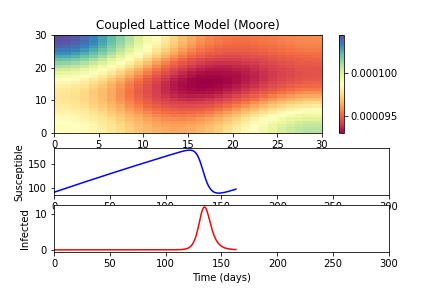 Coupled Lattice Model (Moore)
30
20
10
0
0 5 10 15 20 25 30
0.000100
0.000095
Susceptible
150
100
0 50 100 150 200 250 300
Infected
10
0
0 50 100 150 200 250 300
Time (days)